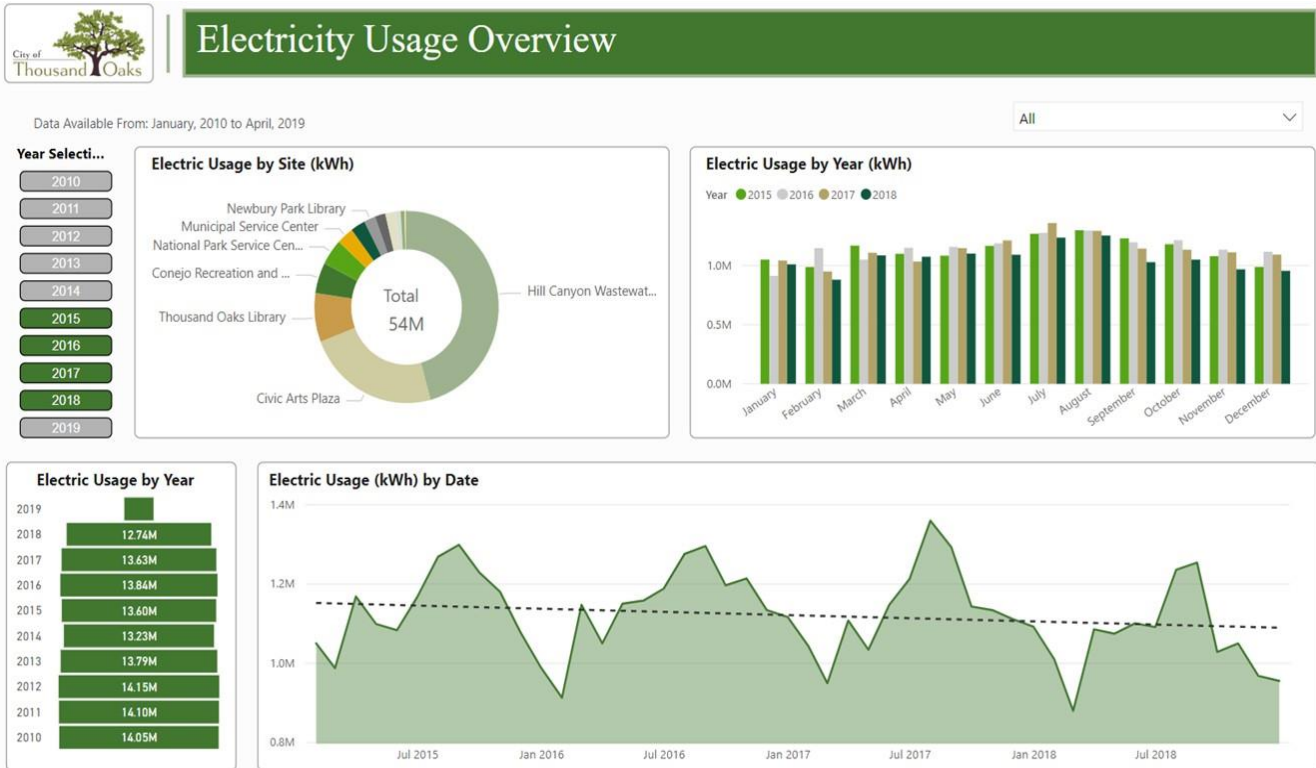 City of
Thousand Oaks
Electricity Usage Overview
Data Available From: January, 2010 to April, 2019
All
Year Selecti...
2010
2011
2012
2013
2014
2015
2016
2017
2018
2019
Electric Usage by Site (kWh)
Newbury Park Library
Municipal Service Center
National Park Service Cen...
Conejo Recreation and ...
Thousand Oaks Library
Civic Arts Plaza
Hill Canyon Wastewat...
Total
54M
Electric Usage by Year (kWh)
Year 2015 2016 2017 2018
1.0M
0.5M
0.0M
January February March April May June July August September October November December
Electric Usage by Year
2019
2018 12.74M
2017 13.63M
2016 13.84M
2015 13.60M
2014 13.23M
2013 13.79M
2012 14.15M
2011 14.10M
2010 14.05M
Electric Usage (kWh) by Date
1.4M
1.2M
1.0M
0.8M
Jul 2015 Jan 2016 Jul 2016 Jan 2017 Jul 2017 Jan 2018 Jul 2018